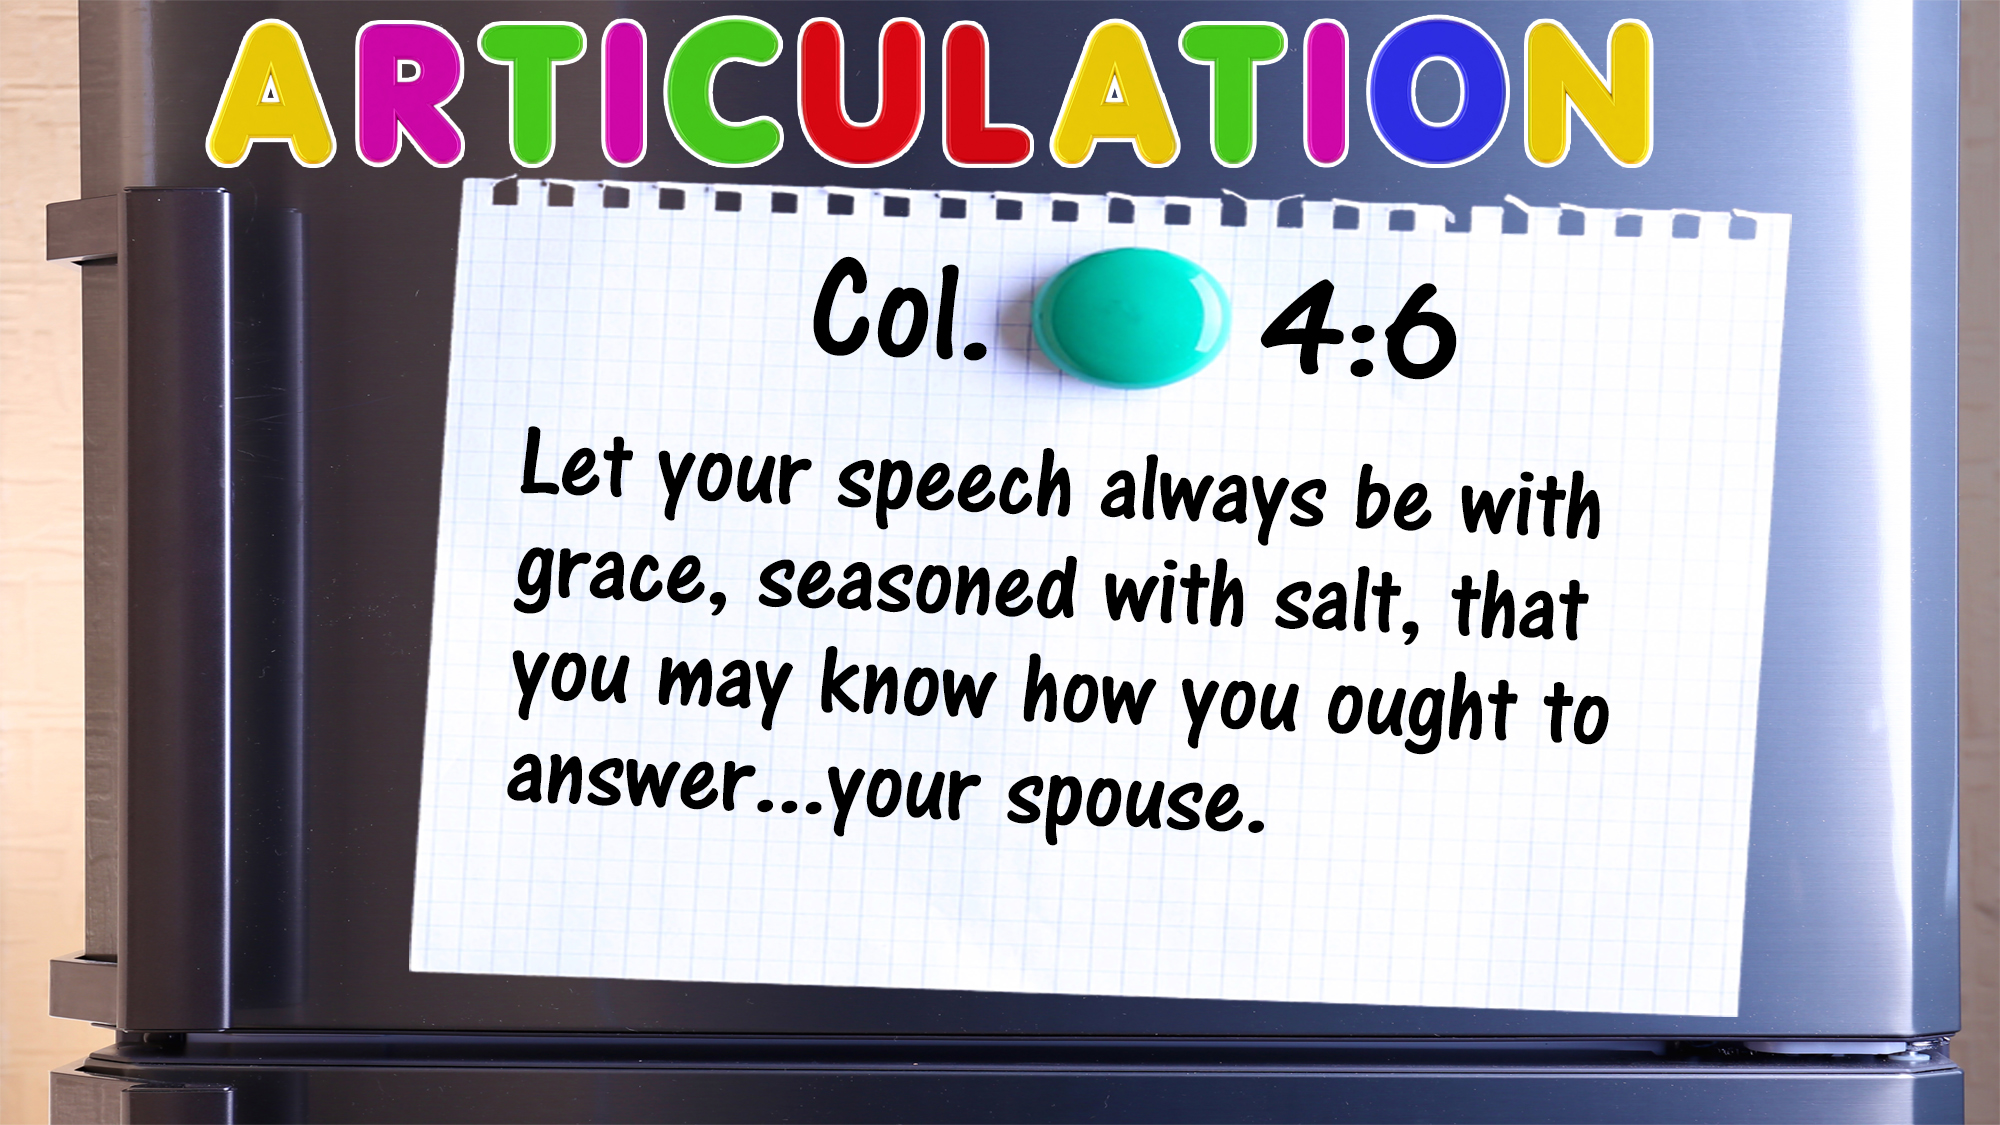 ARTICULATION
Col. 4:6
Let your speech always be with
grace, seasoned with salt, that
you may know how you ought to
answer...your spouse.